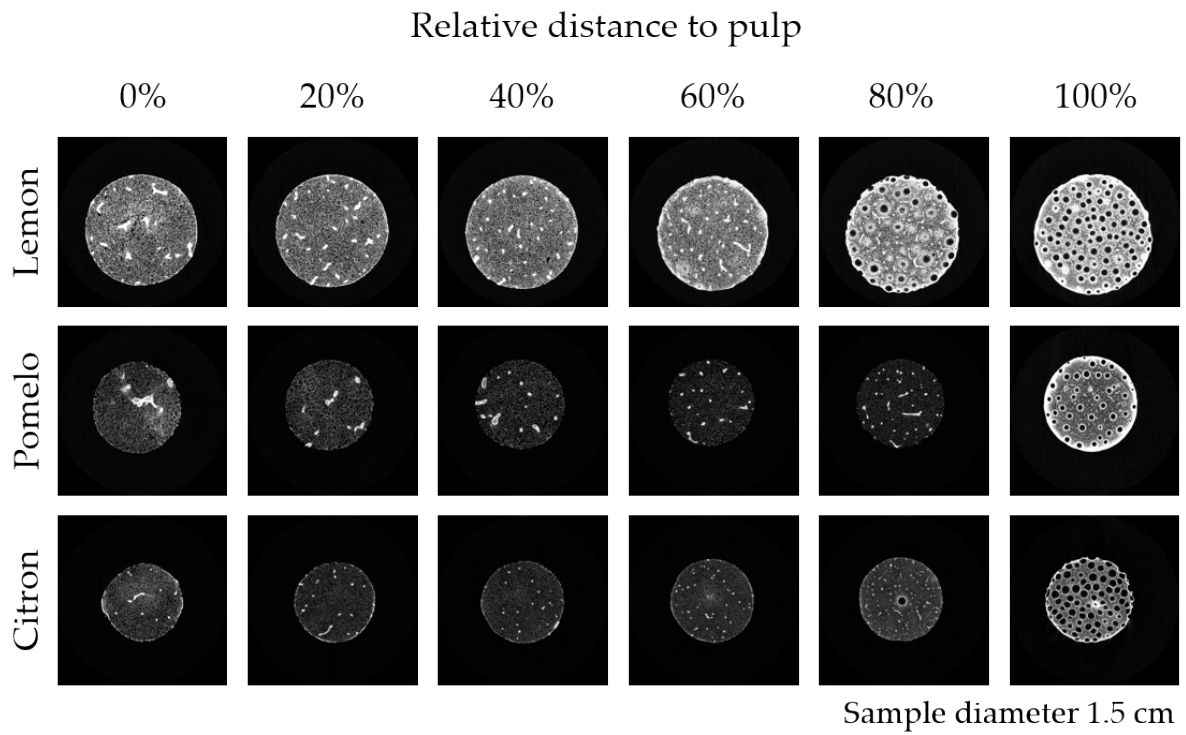 Relative distance to pulp
0% 20% 40% 60% 80% 100%
Lemon
Pomelo
Citron
Sample diameter 1.5 cm